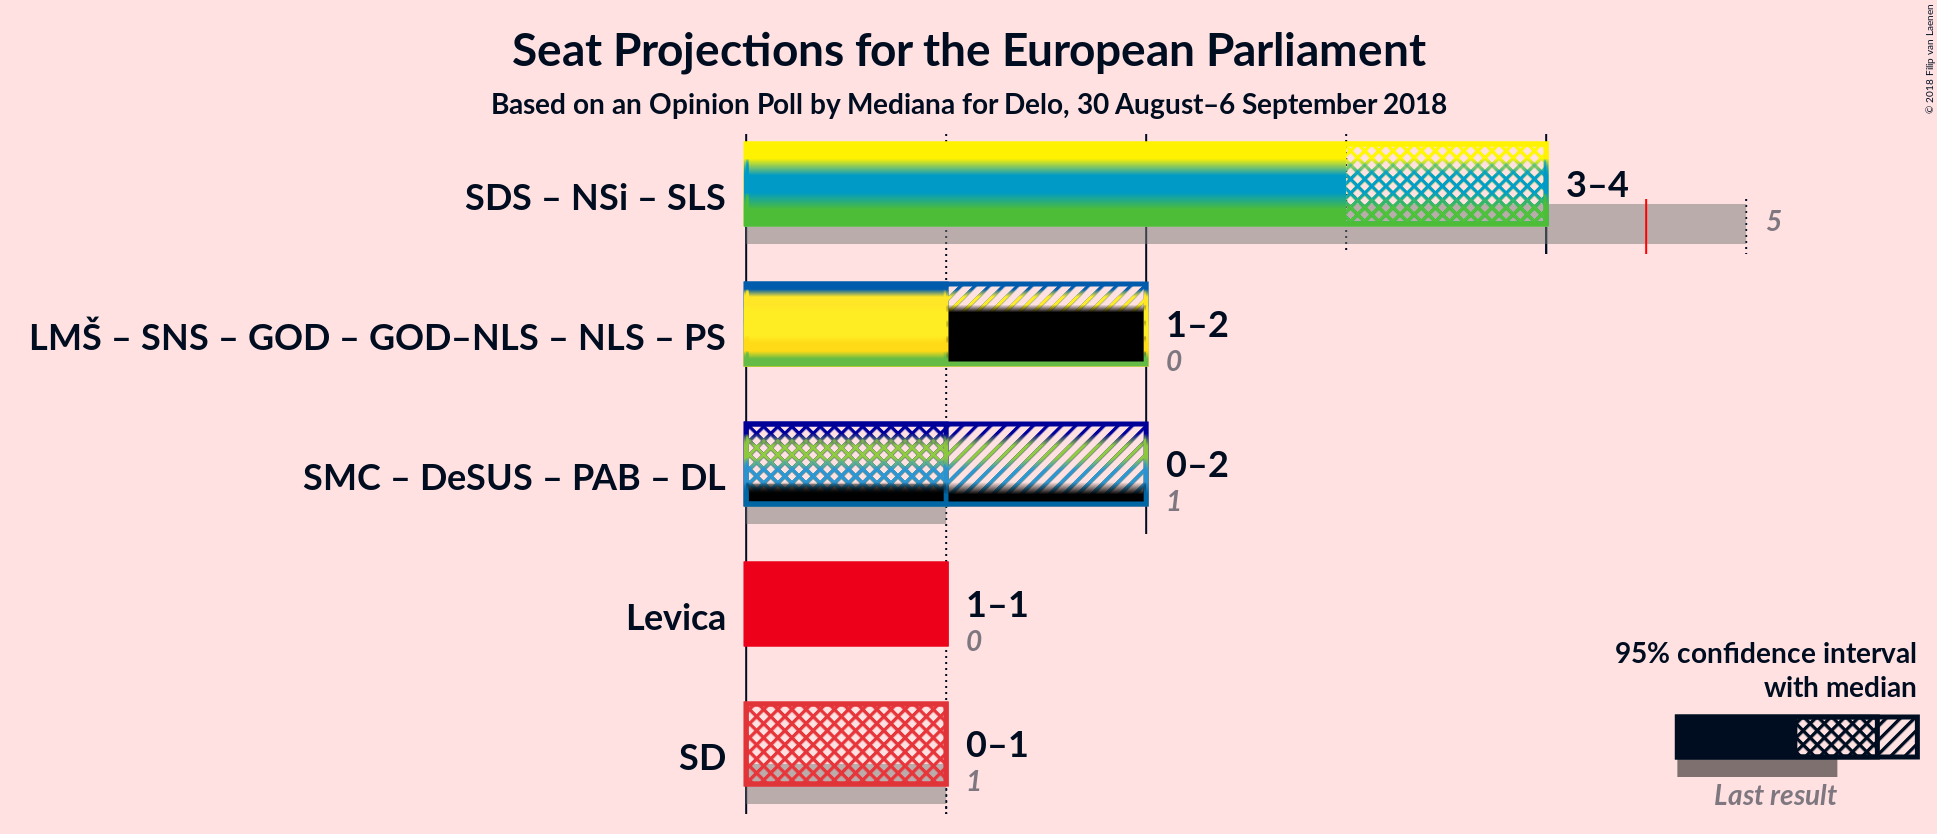 Seat Projections for the European Parliament
Based on an Opinion Poll by Mediana for Delo, 30 August–6 September 2018
© 2018 Filip van Laenen
SDS – NSi – SLS
3–4
5
LMŠ – SNS – GOD – GOD–NLS – NLS – PS
1–2
0
SMC – DeSUS – PAB – DL
0–2
1
Levica
1–1
0
SD
0–1
1
95% confidence interval
with median
Last result